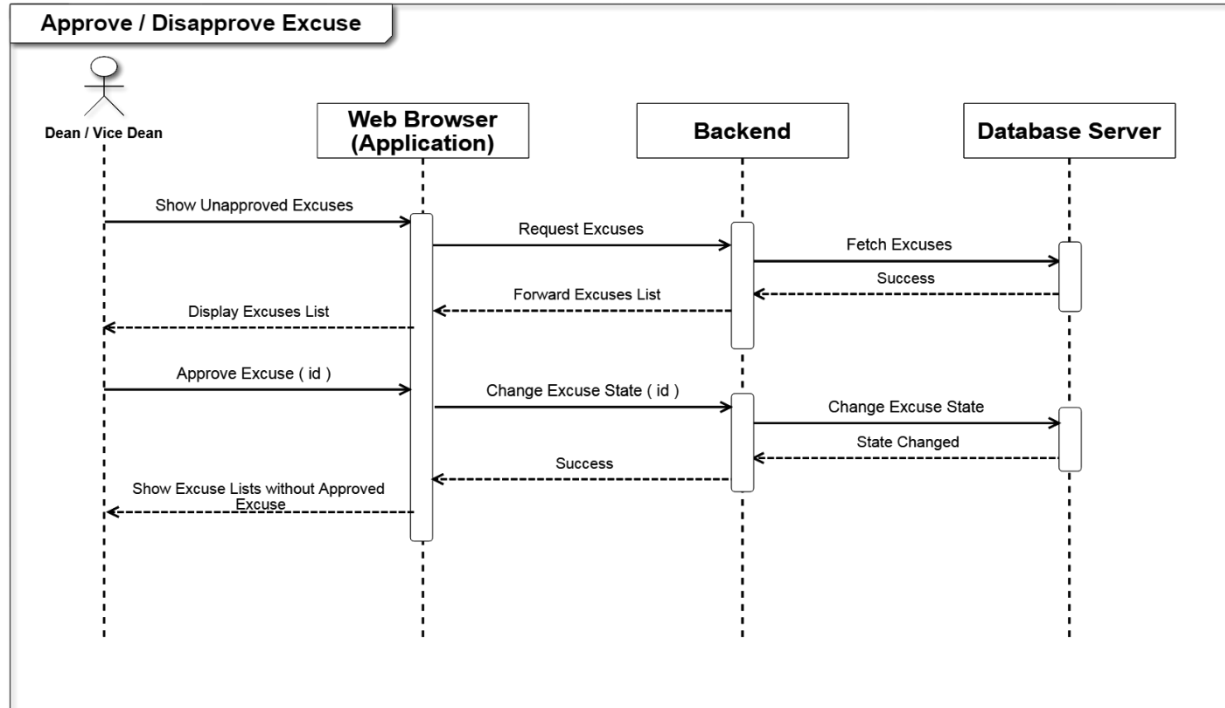 Approve / Disapprove Excuse
Dean / Vice Dean
Web Browser
(Application)
Backend
Database Server
Show Unapproved Excuses
Request Excuses
Fetch Excuses
Success
Forward Excuses List
Display Excuses List
Approve Excuse ( id )
Change Excuse State ( id )
Change Excuse State
State Changed
Success
Show Excuse Lists without Approved
Excuse